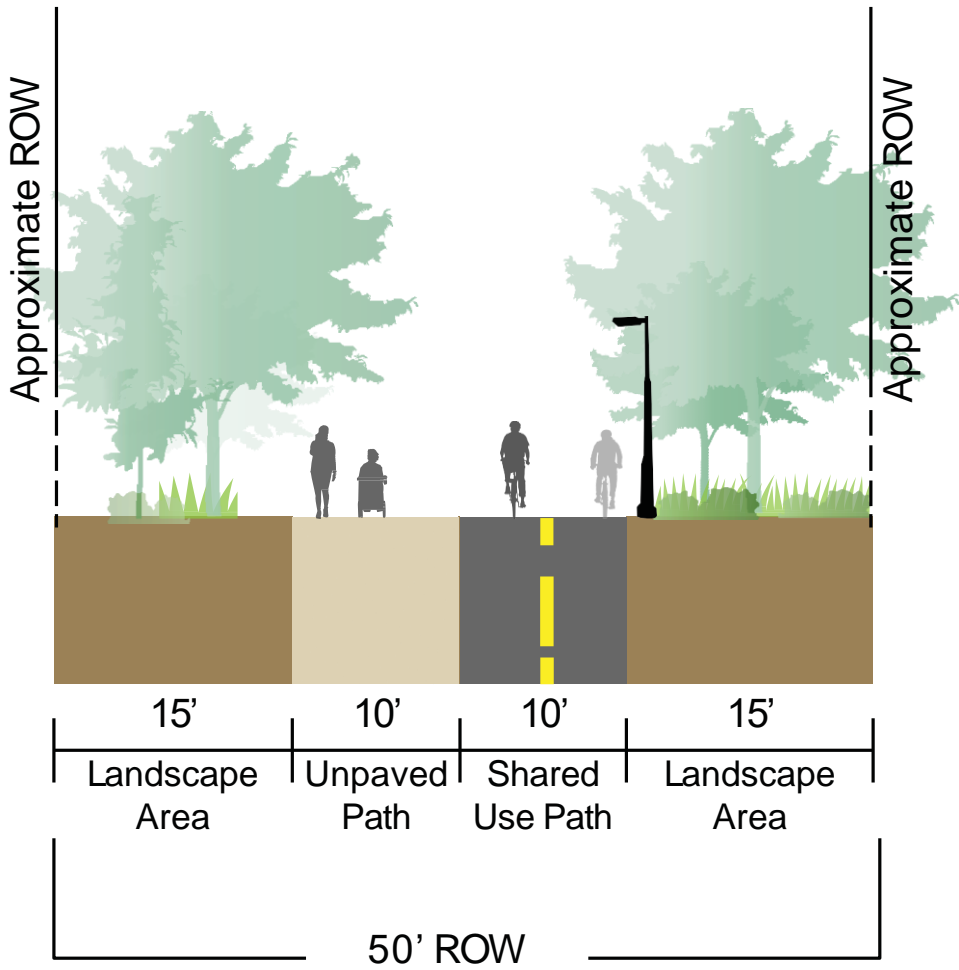 Approximate ROW
Approximate ROW
15’
10’
10’
15’
Landscape
Area
Unpaved
Path
Shared
Use Path
Landscape
Area
50’ ROW